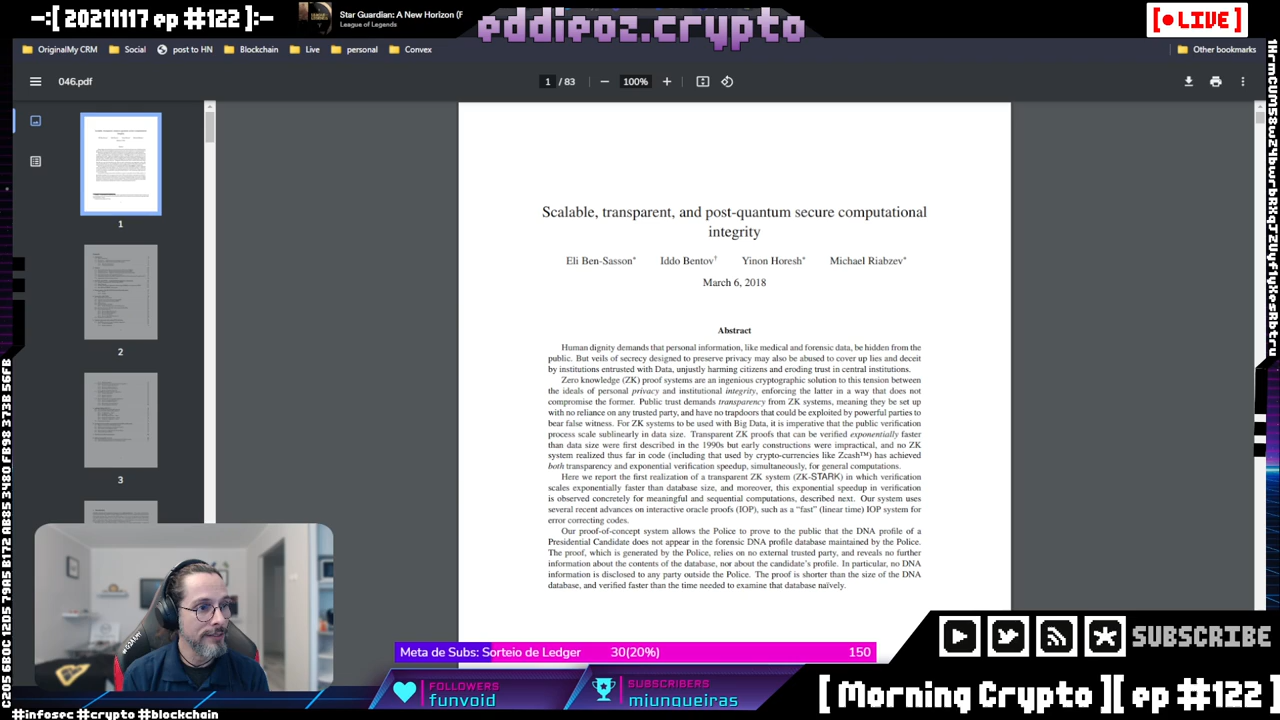 -:[ 20211117 ep #122 ]:-
Star Guardian: A New Horizon (F
League of Legends
eddieoz.crypto
[ LIVE ]
OriginalMy CRM
Social
post to HN
Blockchain
Live
personal
Convex
Other bookmarks
046.pdf
1 / 83
100%
1
2
3
Scalable, transparent, and post-quantum secure computational
integrity
Eli Ben-Sasson* Iddo Bentov† Yinon Horesh* Michael Riabzev*
March 6, 2018
Abstract
Human dignity demands that personal information, like medical and forensic data, be hidden from the
public. But veils of secrecy designed to preserve privacy may also be abused to cover up lies and deceit
by institutions entrusted with Data, unjustly harming citizens and eroding trust in central institutions.
Zero knowledge (ZK) proof systems are an ingenious cryptographic solution to this tension between
the ideals of personal privacy and institutional integrity, enforcing the latter in a way that does not
compromise the former. Public trust demands transparency from ZK systems, meaning they be set up
with no reliance on any trusted party, and have no trapdoors that could be exploited by powerful parties to
bear false witness. For ZK systems to be used with Big Data, it is imperative that the public verification
process scale sublinearly in data size. Transparent ZK proofs that can be verified exponentially faster
than data size were first described in the 1990s but early constructions were impractical, and no ZK
system realized thus far in code (including that used by crypto-currencies like Zcash™) has achieved
both transparency and exponential verification speedup, simultaneously, for general computations.
Here we report the first realization of a transparent ZK system (ZK-STARK) in which verification
scales exponentially faster than database size, and moreover, this exponential speedup in verification
is observed concretely for meaningful and sequential computations, described next. Our system uses
several recent advances on interactive oracle proofs (IOP), such as a “fast” (linear time) IOP system for
error correcting codes.
Our proof-of-concept system allows the Police to prove to the public that the DNA profile of a
Presidential Candidate does not appear in the forensic DNA profile database maintained by the Police.
The proof, which is generated by the Police, relies on no external trusted party, and reveals no further
information about the contents of the database, nor about the candidate’s profile. In particular, no DNA
information is disclosed to any party outside the Police. The proof is shorter than the size of the DNA
database, and verified faster than the time needed to examine that database naïvely.
SUBSCRIBE
Meta de Subs: Sorteio de Ledger 30(20%) 150
FOLLOWERS
funvoid
SUBSCRIBERS
mjunqueiras
[ Morning Crypto ][ ep #122 ]
#crypto #blockchain